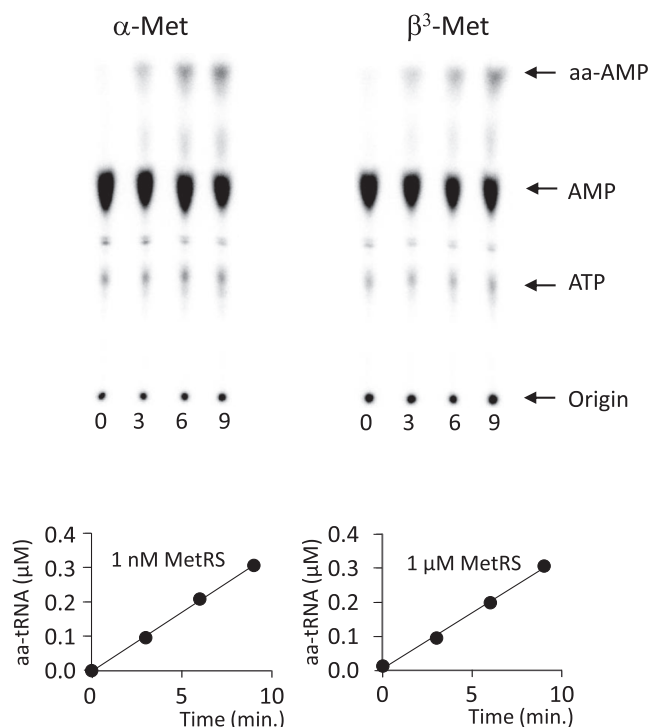 α-Met
β³-Met
aa-AMP
AMP
ATP
Origin
0 3 6 9
0 3 6 9
0.4
0.3
0.2
0.1
0.0
aa-tRNA (µM)
1 nM MetRS
0 5 10
Time (min.)
0.4
0.3
0.2
0.1
0.0
aa-tRNA (µM)
1 µM MetRS
0 5 10
Time (min.)